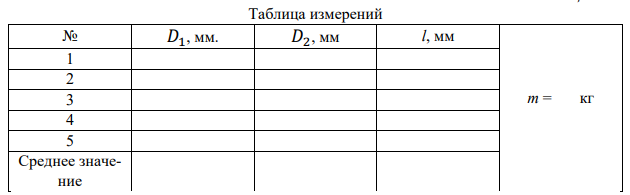 Таблица измерений
№ D₁, мм. D₂, мм l, мм
1
2
3 m = кг
4
5
Среднее значе-
ние